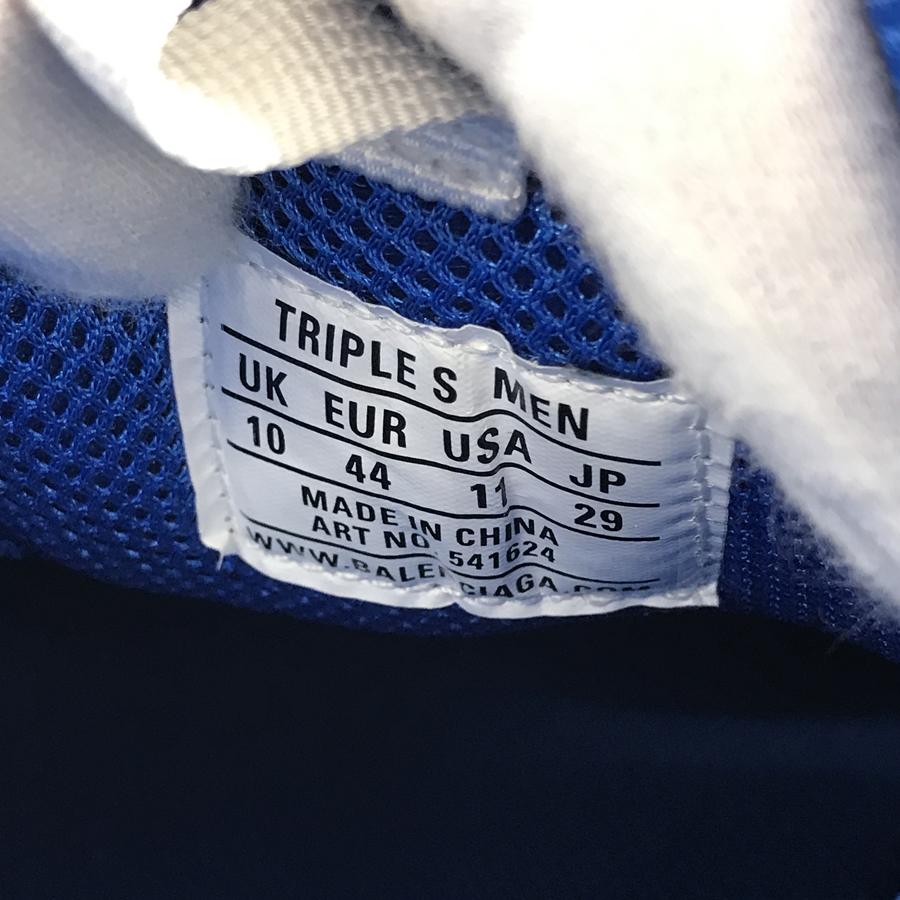 TRIPLE S MEN
UK EUR USA JP
10 44 11 29
MADE IN CHINA
ART NO. 541624
WWW.BALENCIAGA.COM